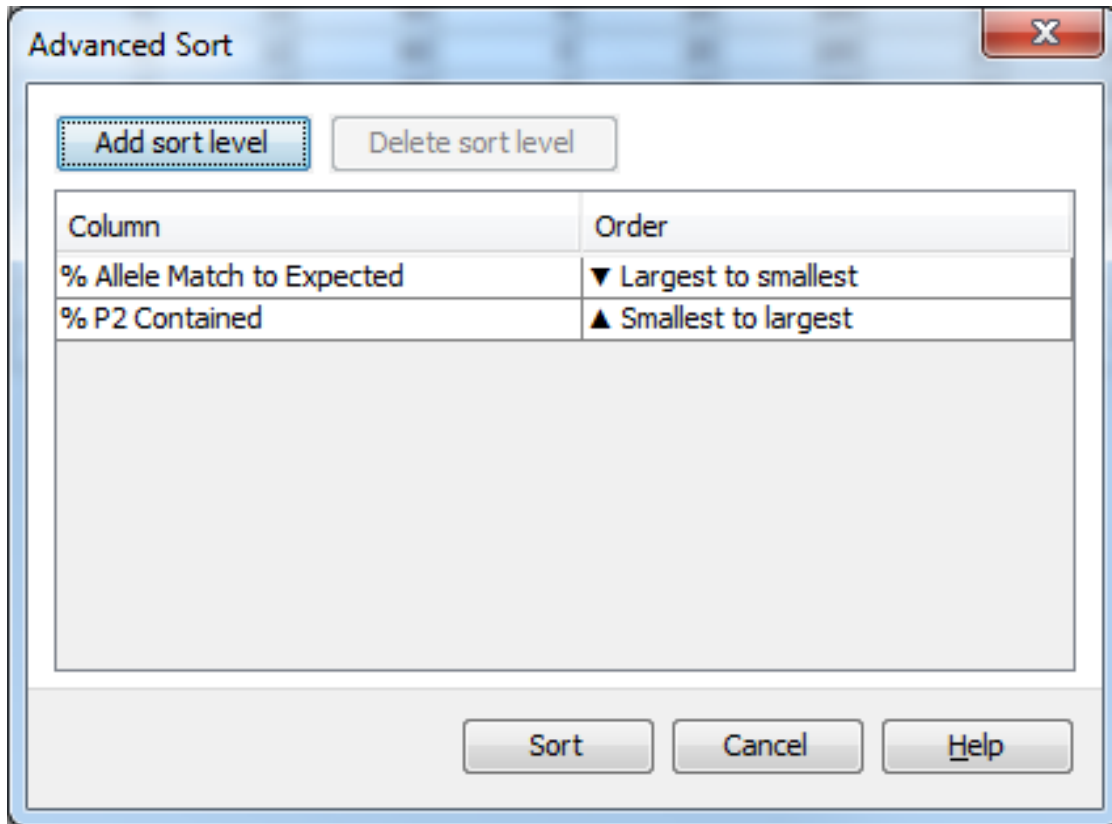 Advanced Sort
Add sort level Delete sort level
Column Order
% Allele Match to Expected ▼ Largest to smallest
% P2 Contained ▲ Smallest to largest
Sort Cancel Help